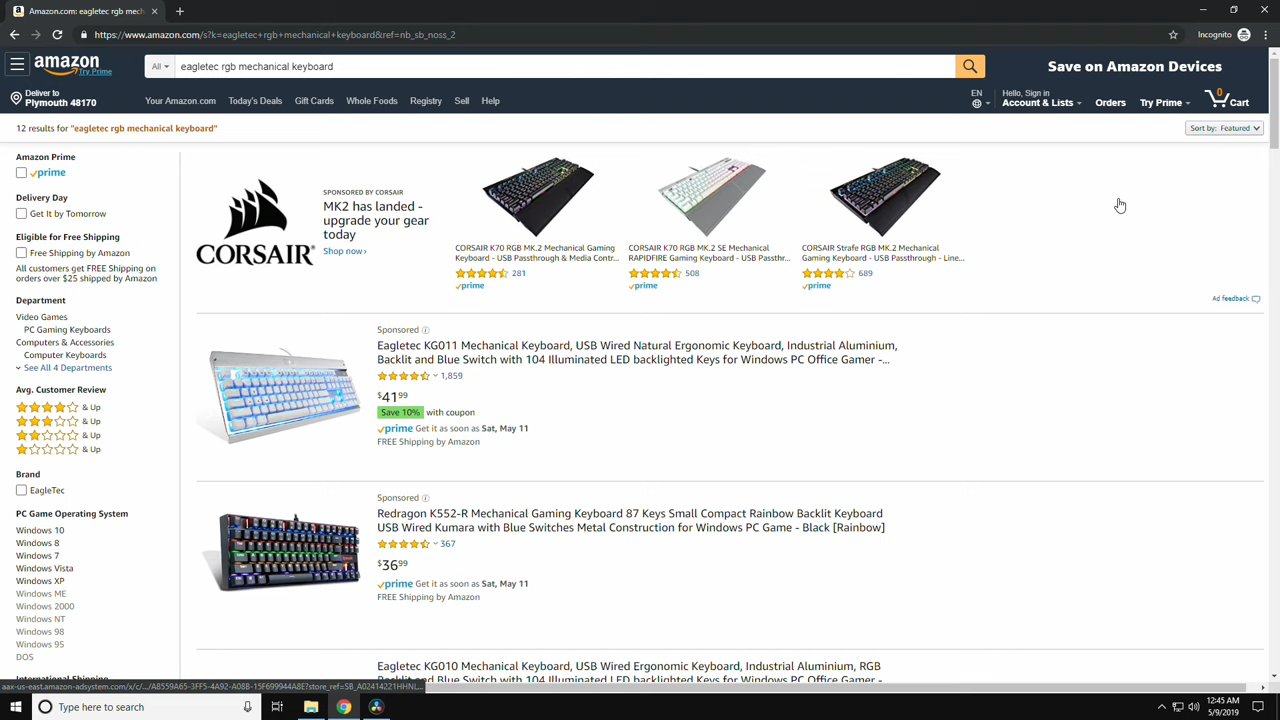 Amazon.com: eagletec rgb mech
https://www.amazon.com/s?k=eagletec+rgb+mechanical+keyboard&ref=nb_sb_noss_2
Incognito
amazon
Try Prime
All
eagletec rgb mechanical keyboard
Save on Amazon Devices
Deliver to
Plymouth 48170
Your Amazon.com Today's Deals Gift Cards Whole Foods Registry Sell Help
EN
Hello, Sign in
Account & Lists
Orders
Try Prime
0
Cart
12 results for "eagletec rgb mechanical keyboard"
Sort by: Featured
Amazon Prime
prime
Delivery Day
Get It by Tomorrow
Eligible for Free Shipping
Free Shipping by Amazon
All customers get FREE Shipping on
orders over $25 shipped by Amazon
Department
Video Games
PC Gaming Keyboards
Computers & Accessories
Computer Keyboards
See All 4 Departments
Avg. Customer Review
& Up
& Up
& Up
& Up
Brand
EagleTec
PC Game Operating System
Windows 10
Windows 8
Windows 7
Windows Vista
Windows XP
Windows ME
Windows 2000
Windows NT
Windows 98
Windows 95
DOS
International Shipping
CORSAIR
SPONSORED BY CORSAIR
MK2 has landed -
upgrade your gear
today
Shop now ›
CORSAIR K70 RGB MK.2 Mechanical Gaming
Keyboard - USB Passthrough & Media Contr...
281
prime
CORSAIR K70 RGB MK.2 SE Mechanical
RAPIDFIRE Gaming Keyboard - USB Passthr...
508
prime
CORSAIR Strafe RGB MK.2 Mechanical
Gaming Keyboard - USB Passthrough - Line...
689
prime
Ad feedback
Sponsored
Eagletec KG011 Mechanical Keyboard, USB Wired Natural Ergonomic Keyboard, Industrial Aluminium,
Backlit and Blue Switch with 104 Illuminated LED backlighted Keys for Windows PC Office Gamer -...
1,859
$4199
Save 10% with coupon
prime Get it as soon as Sat, May 11
FREE Shipping by Amazon
Sponsored
Redragon K552-R Mechanical Gaming Keyboard 87 Keys Small Compact Rainbow Backlit Keyboard
USB Wired Kumara with Blue Switches Metal Construction for Windows PC Game - Black [Rainbow]
367
$3699
prime Get it as soon as Sat, May 11
FREE Shipping by Amazon
Eagletec KG010 Mechanical Keyboard, USB Wired Ergonomic Keyboard, Industrial Aluminium, RGB
Backlit and Blue Switch with 104 Illuminated LED backlighted Keys for Windows PC Office Gamer -
aax-us-east.amazon-adsystem.com/x/c/.../A8559A65-3FF5-4A92-A08B-15F699944A8E?store_ref=SB_A02414221HHNL...
Type here to search
12:45 AM
5/9/2019